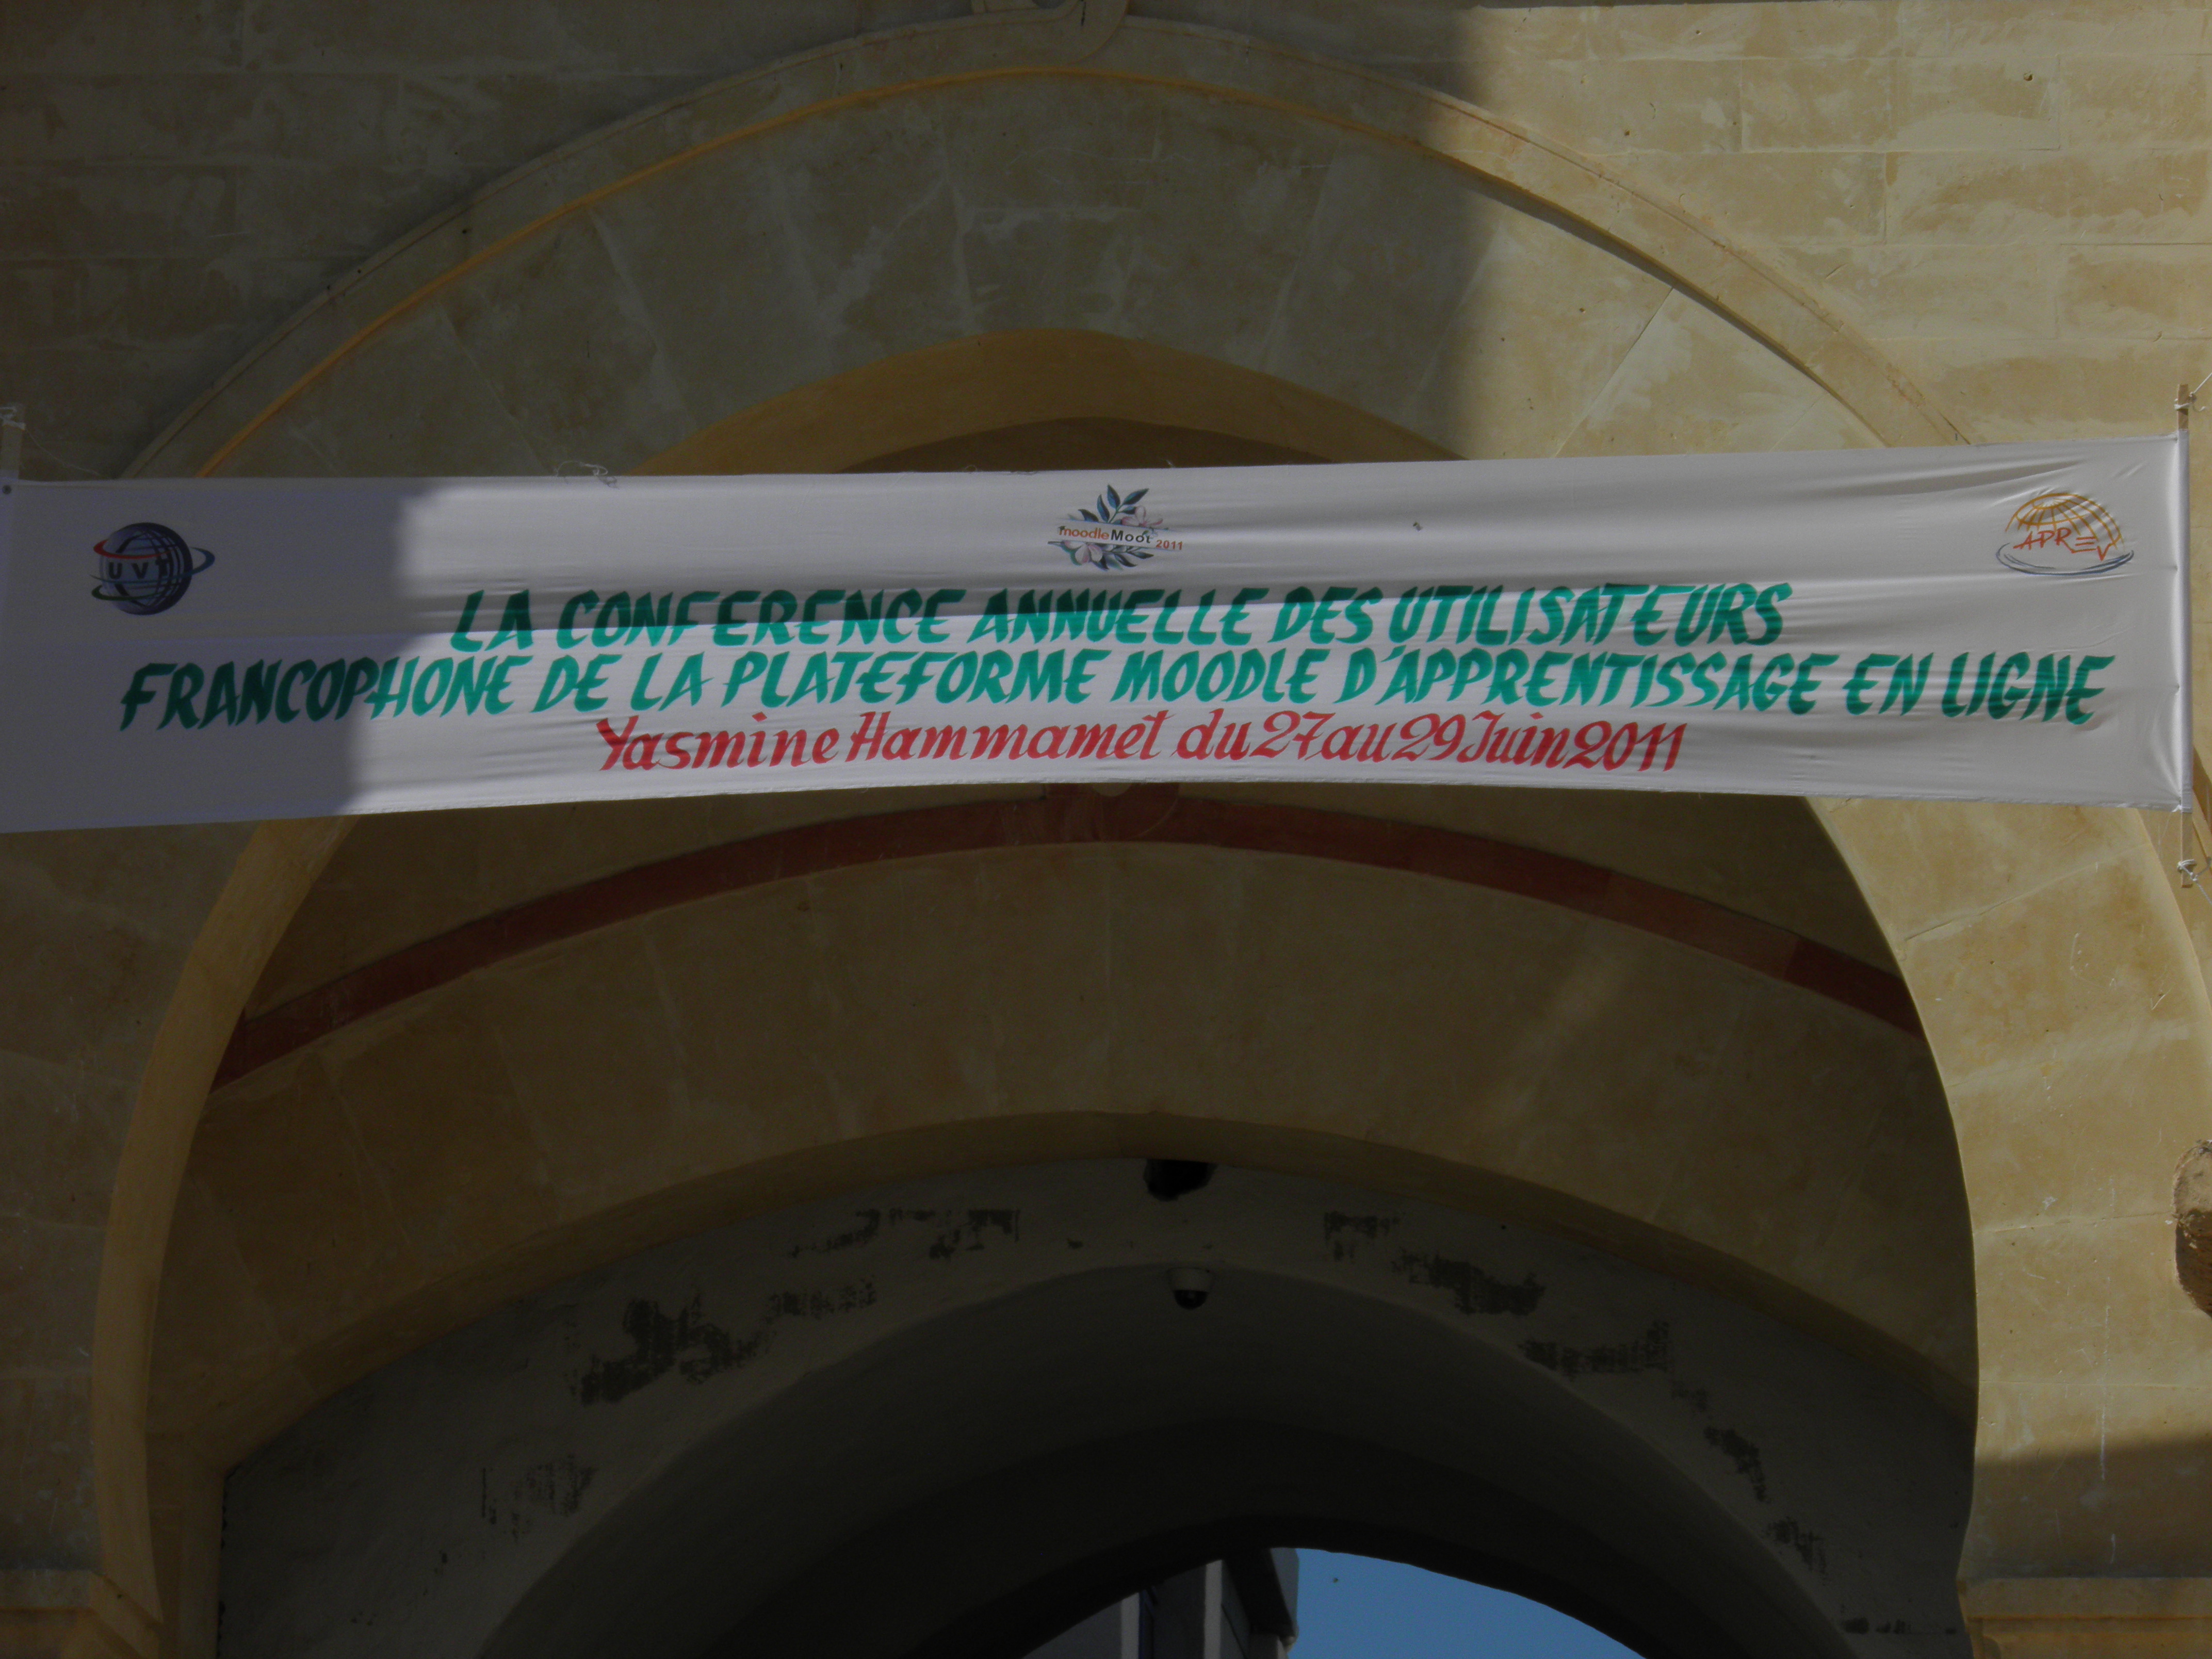 UVT
moodleMoot 2011
APREV
LA CONFERENCE ANNUELLE DES UTILISATEURS
FRANCOPHONE DE LA PLATEFORME MOODLE D'APPRENTISSAGE EN LIGNE
Yasmine Hammamet du 27 au 29 Juin 2011